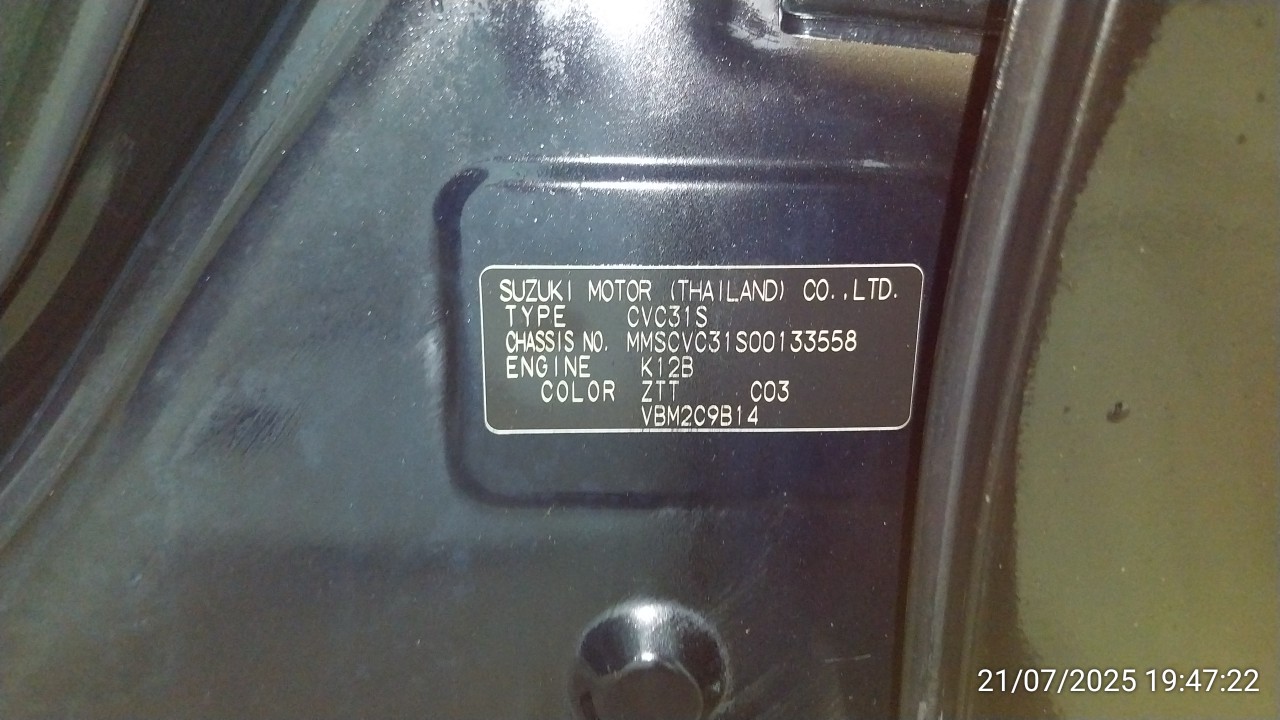 SUZUKI MOTOR (THAILAND) CO.,LTD.
TYPE CVC31S
CHASSIS NO. MMSCVC31S00133558
ENGINE K12B
COLOR ZTT C03
VBM2C9B14
21/07/2025 19:47:22